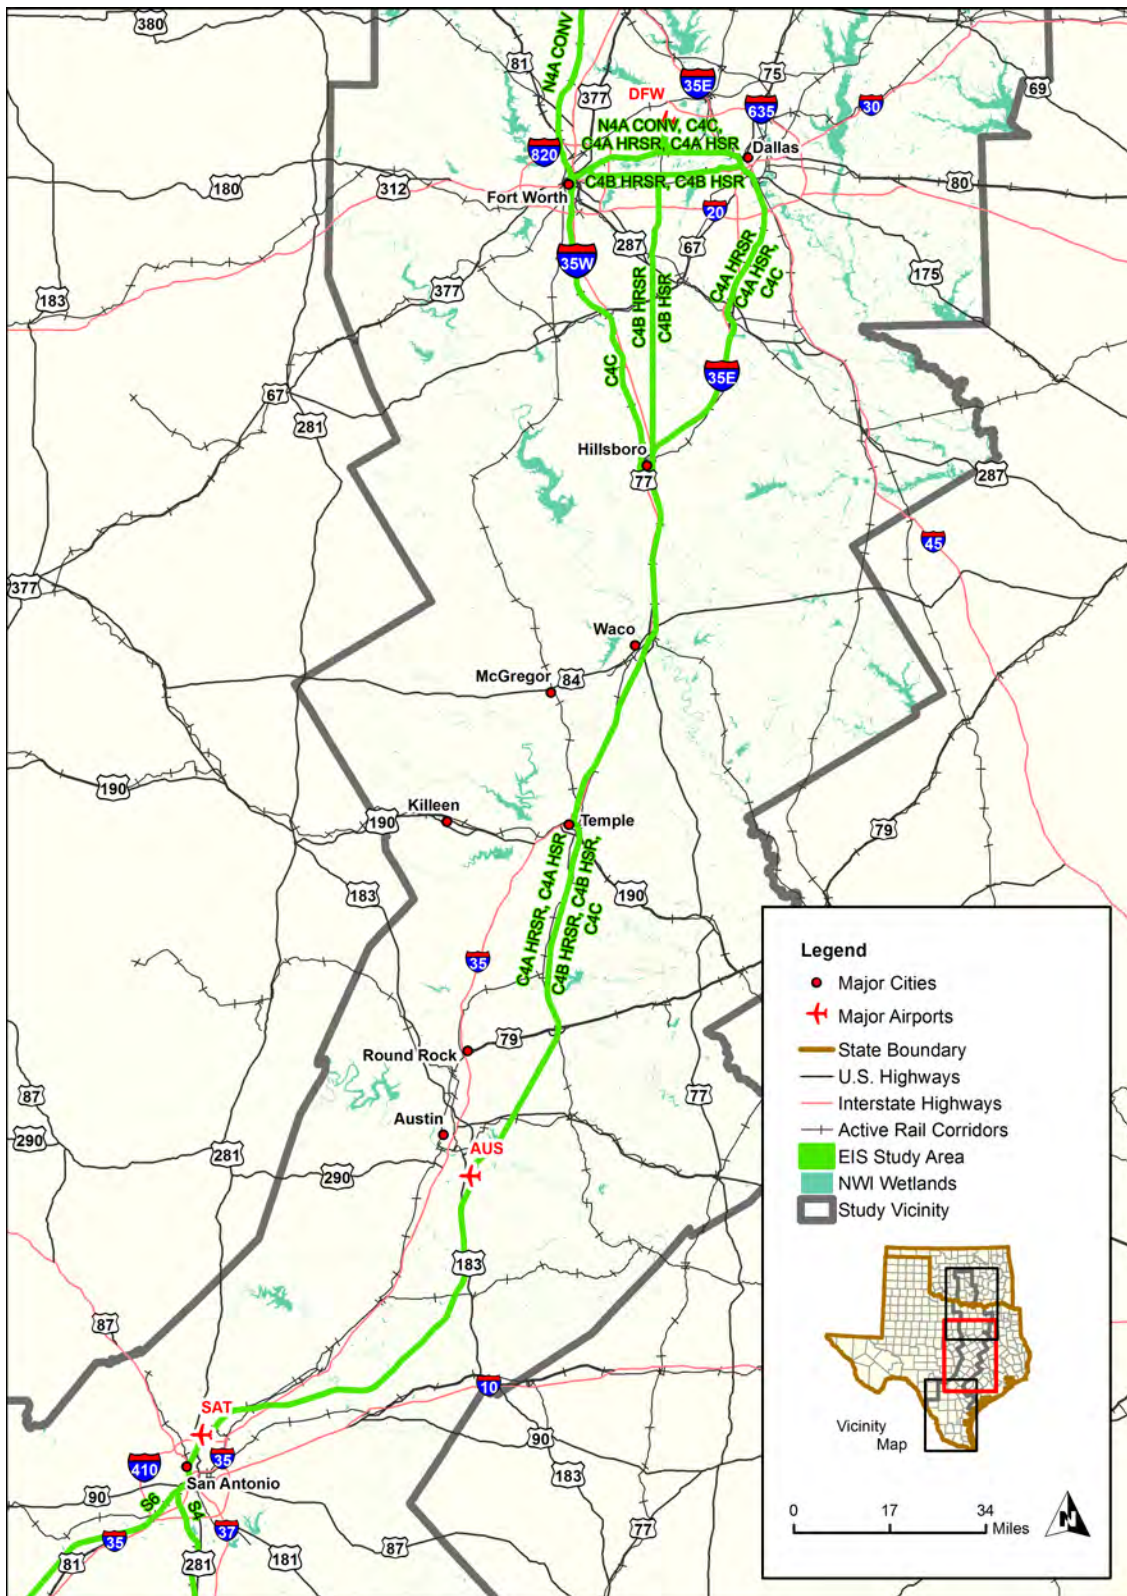 380
81
N4A CONV
377
DFW
35E
75
635
30
69
N4A CONV, C4C,
C4A HRSR, C4A HSR
820
Dallas
180
312
Fort Worth
C4B HRSR, C4B HSR
80
20
287
67
35W
377
183
175
C4B HRSR
C4B HSR
C4A HRSR
C4A HSR,
C4C
C4C
35E
67
281
Hillsboro
77
287
45
377
Waco
McGregor
84
190
Killeen
190
Temple
79
183
C4A HRSR, C4A HSR
C4B HRSR, C4B HSR,
C4C
190
35
Round Rock
79
87
290
Austin
AUS
281
290
77
183
87
10
SAT
35
410
San Antonio
90
90
183
S6
S4
35
37
77
81
281
181
87
Legend
Major Cities
Major Airports
State Boundary
U.S. Highways
Interstate Highways
Active Rail Corridors
EIS Study Area
NWI Wetlands
Study Vicinity
Vicinity
Map
0
17
34
Miles
N